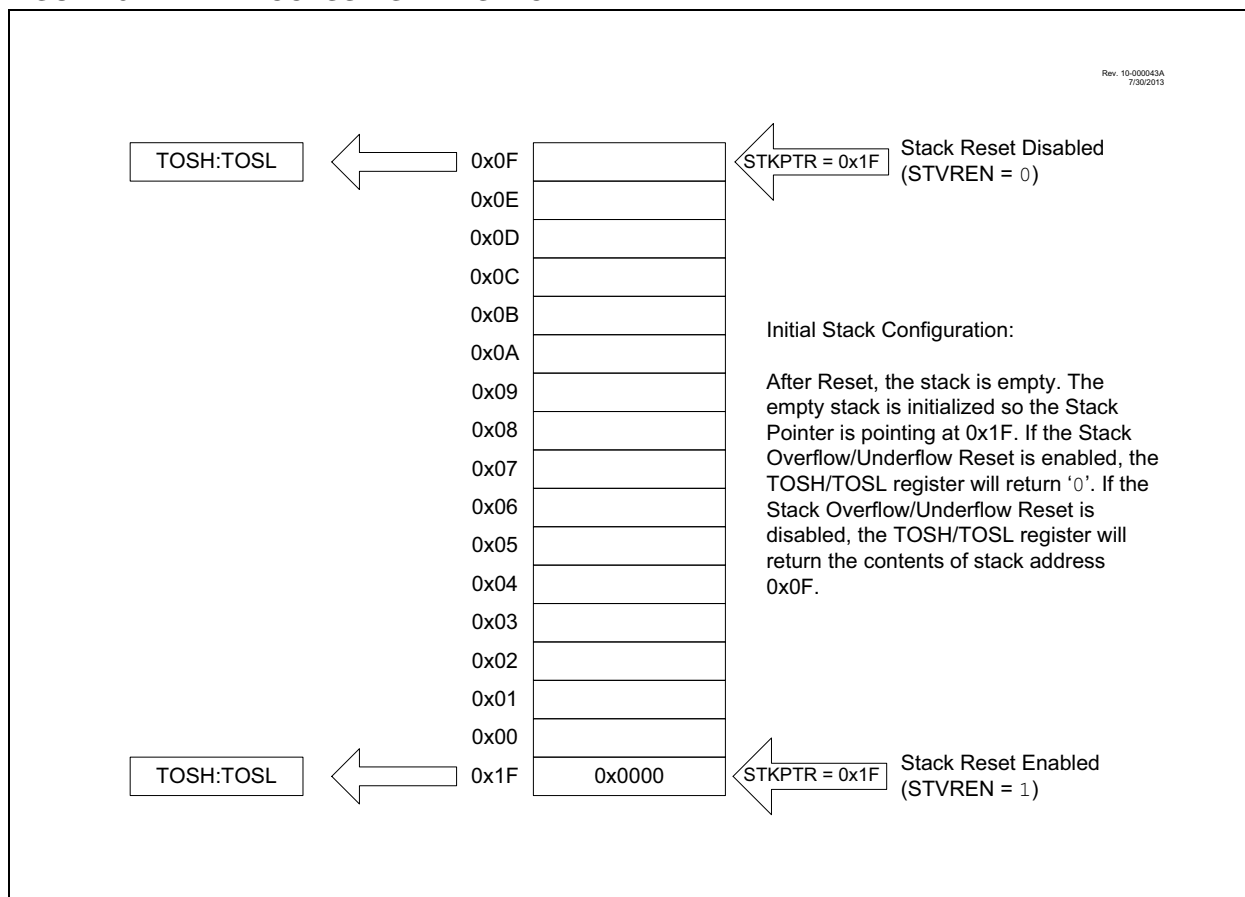 Rev. 10-000043A
7/30/2013
TOSH:TOSL
0x0F
STKPTR = 0x1F
Stack Reset Disabled
(STVREN = 0)
0x0E
0x0D
0x0C
0x0B
0x0A
0x09
0x08
0x07
0x06
0x05
0x04
0x03
0x02
0x01
0x00
Initial Stack Configuration:
After Reset, the stack is empty. The
empty stack is initialized so the Stack
Pointer is pointing at 0x1F. If the Stack
Overflow/Underflow Reset is enabled, the
TOSH/TOSL register will return ‘0’. If the
Stack Overflow/Underflow Reset is
disabled, the TOSH/TOSL register will
return the contents of stack address
0x0F.
TOSH:TOSL
0x1F
0x0000
STKPTR = 0x1F
Stack Reset Enabled
(STVREN = 1)